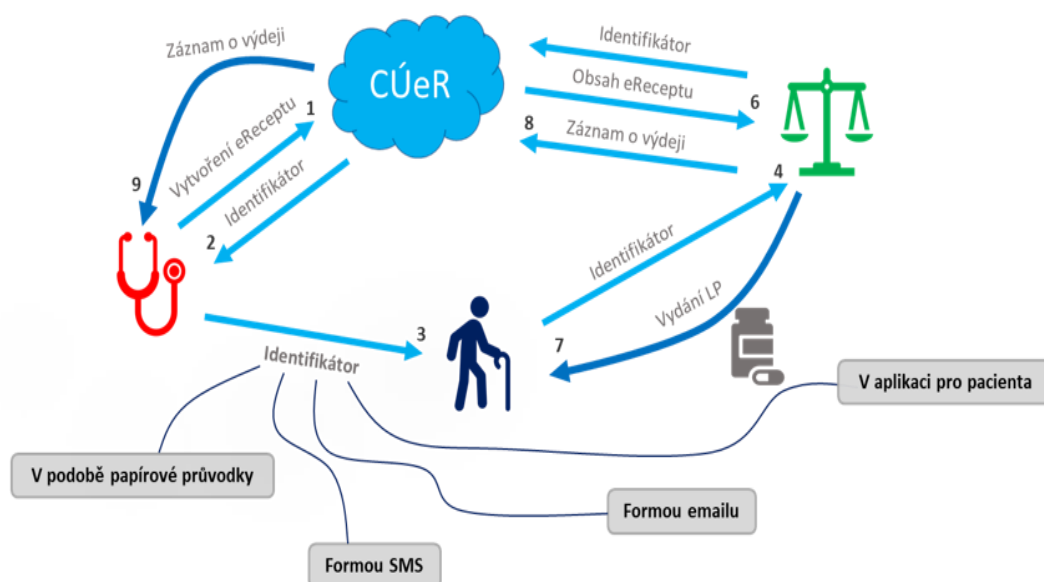 Záznam o výdeji
CÚeR
Identifikátor
Obsah eReceptu
6
1
Vytvoření eReceptu
8
Záznam o výdeji
9
Identifikátor
2
4
Identifikátor
Vydání LP
3
7
Identifikátor
V aplikaci pro pacienta
V podobě papírové průvodky
Formou emailu
Formou SMS